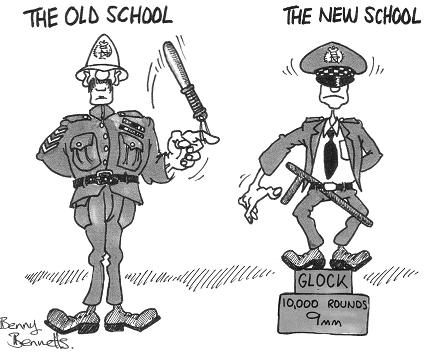 THE OLD SCHOOL
THE NEW SCHOOL
GLOCK
10,000 ROUNDS
9mm
Benny
Bennetts.